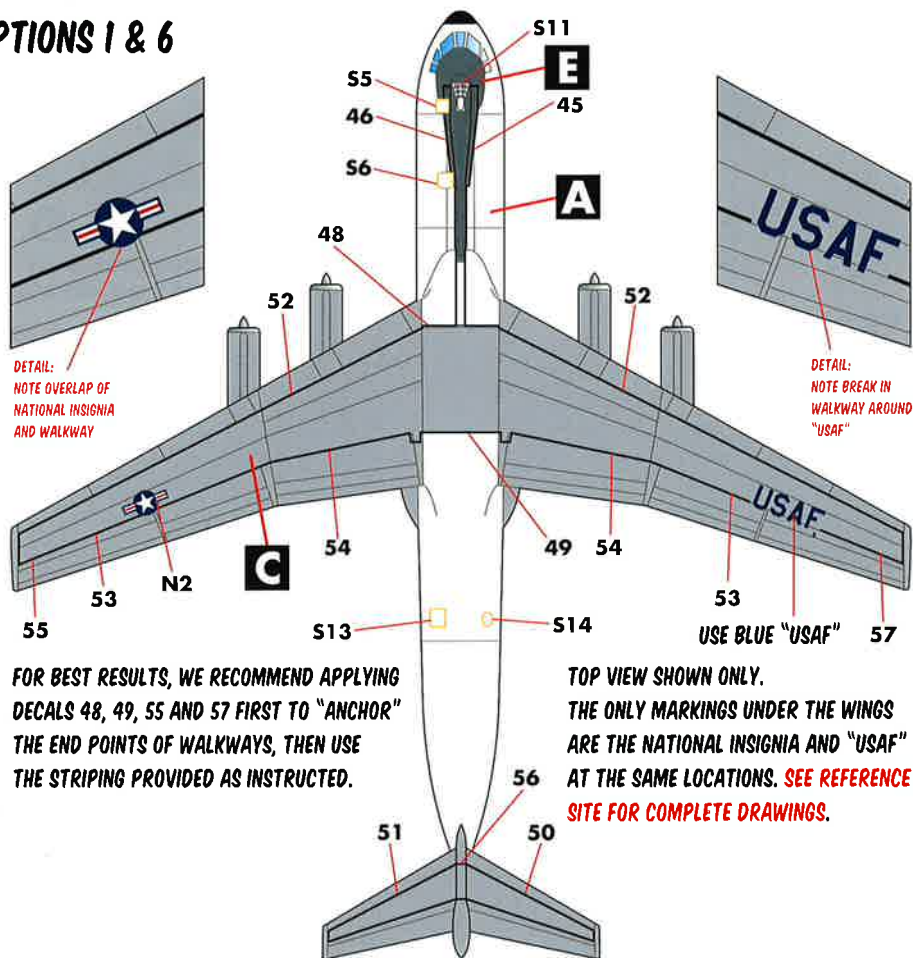 PTIONS 1 & 6
S11
E
S5
46
45
S6
A
48
52
52
USAF
DETAIL:
NOTE OVERLAP OF
NATIONAL INSIGNIA
AND WALKWAY
DETAIL:
NOTE BREAK IN
WALKWAY AROUND
"USAF"
USAF
55
53
N2
C
54
49
54
53
57
USE BLUE "USAF"
S13
S14
FOR BEST RESULTS, WE RECOMMEND APPLYING
DECALS 48, 49, 55 AND 57 FIRST TO "ANCHOR"
THE END POINTS OF WALKWAYS, THEN USE
THE STRIPING PROVIDED AS INSTRUCTED.
TOP VIEW SHOWN ONLY.
THE ONLY MARKINGS UNDER THE WINGS
ARE THE NATIONAL INSIGNIA AND "USAF"
AT THE SAME LOCATIONS. SEE REFERENCE
SITE FOR COMPLETE DRAWINGS.
56
51
50